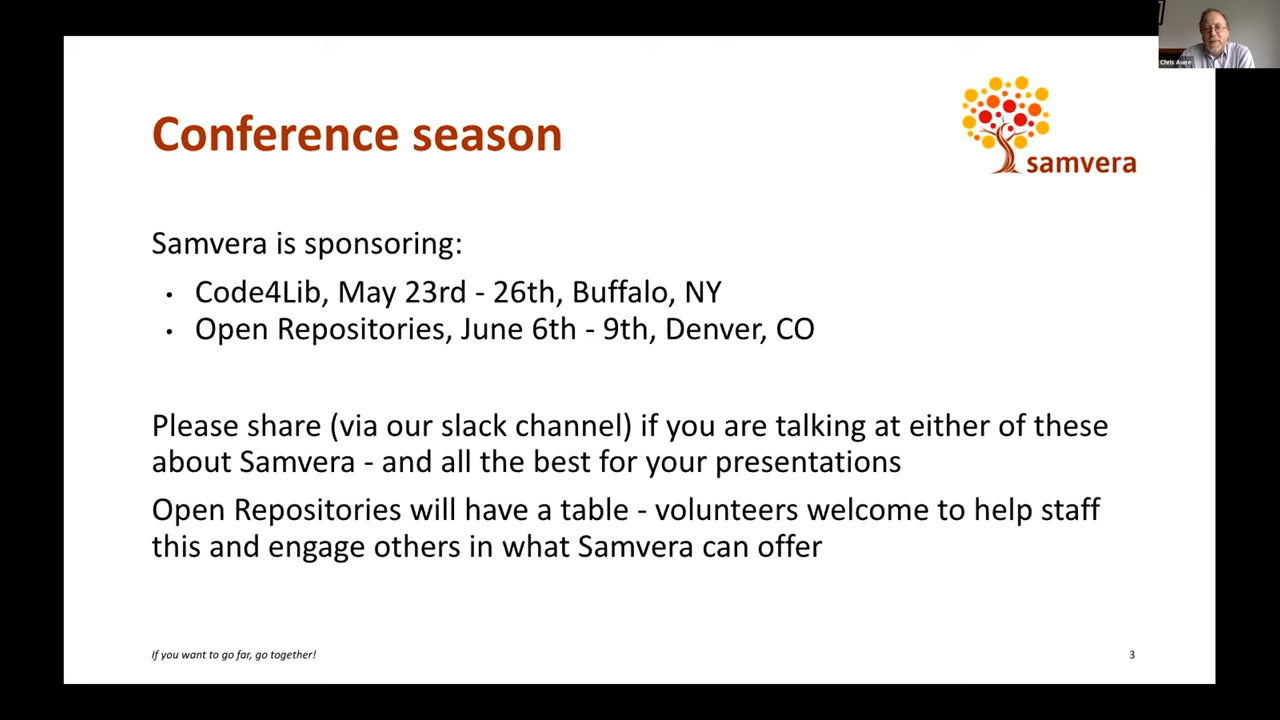 Chris Awre
Conference season
samvera
Samvera is sponsoring:
• Code4Lib, May 23rd - 26th, Buffalo, NY
• Open Repositories, June 6th - 9th, Denver, CO
Please share (via our slack channel) if you are talking at either of these
about Samvera - and all the best for your presentations
Open Repositories will have a table - volunteers welcome to help staff
this and engage others in what Samvera can offer
If you want to go far, go together!
3